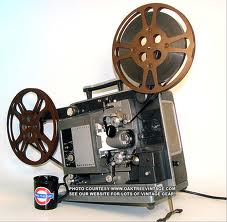 PHOTO COURTESY WWW.OAKTREEVINTAGE.COM
SEE OUR WEBSITE FOR LOTS OF VINTAGE GEAR!